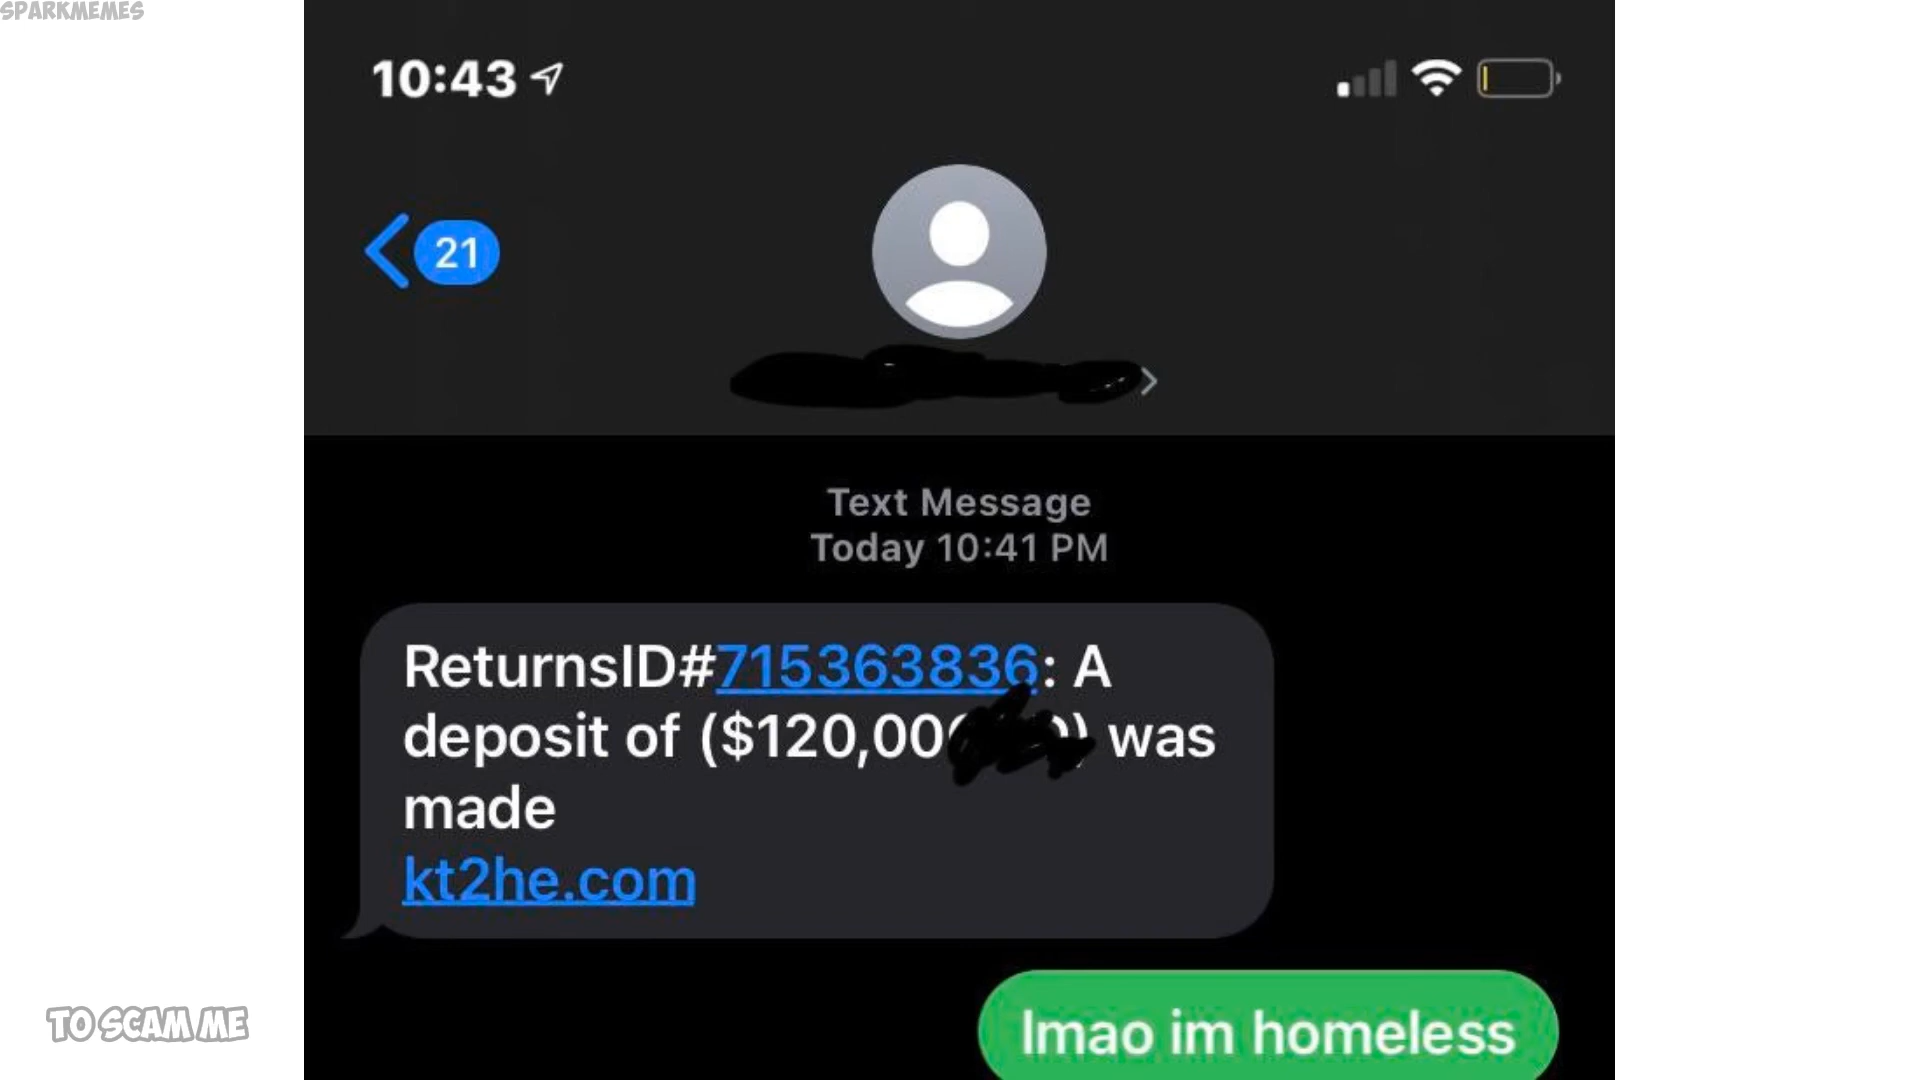 SPARKMEMES
10:43
21
Text Message
Today 10:41 PM
ReturnsID#715363836: A
deposit of ($120,00 ) was
made
kt2he.com
lmao im homeless
TO SCAM ME